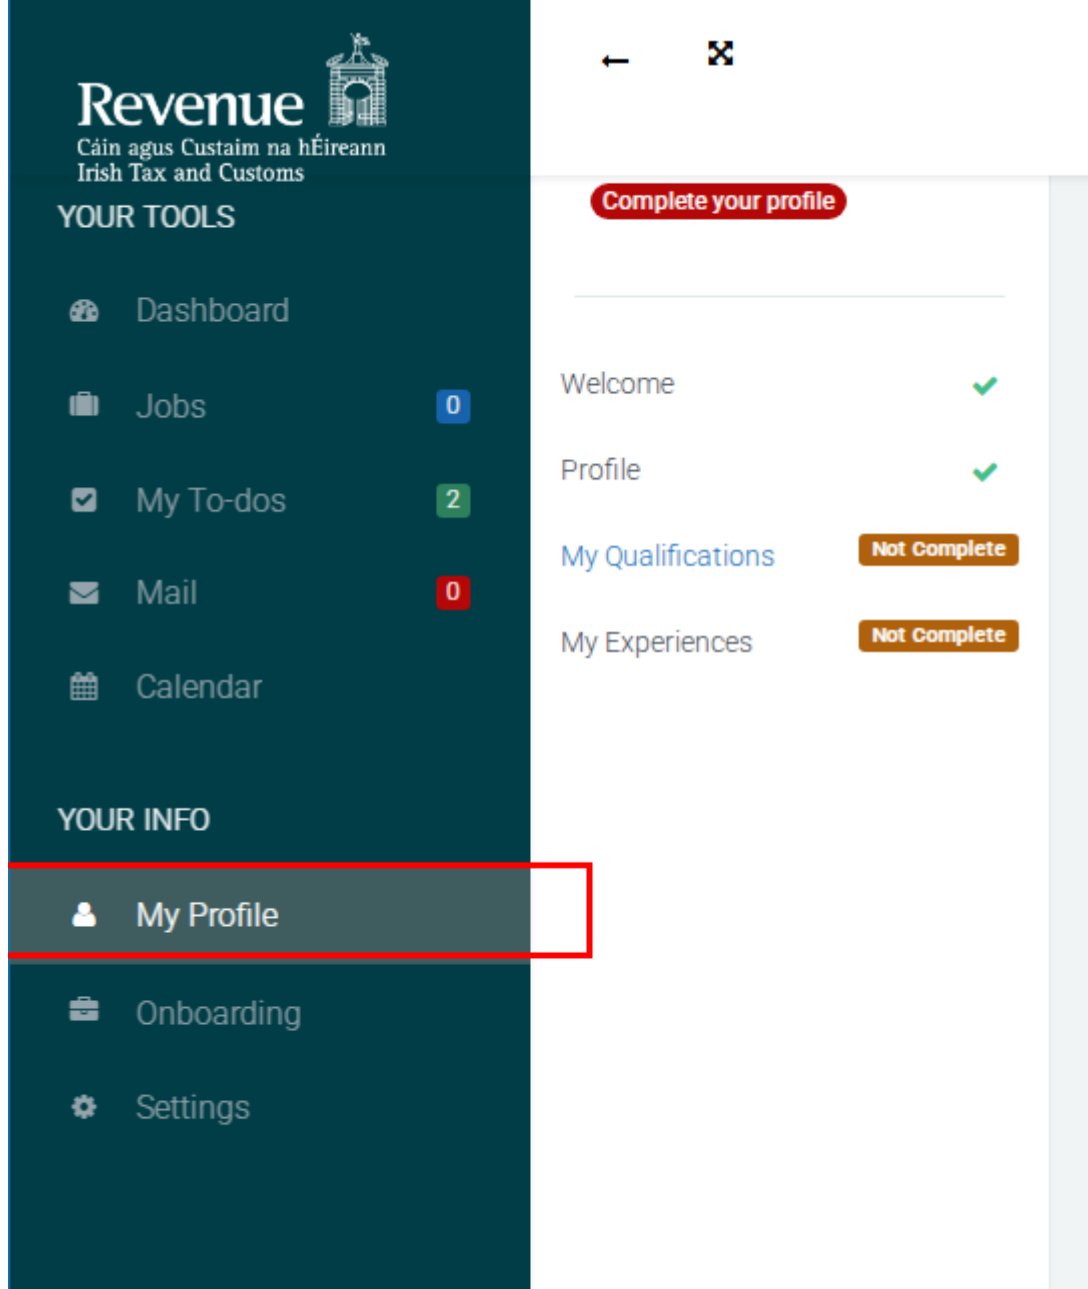 Revenue
Cáin agus Custaim na hÉireann
Irish Tax and Customs
YOUR TOOLS
Dashboard
Jobs 0
My To-dos 2
Mail 0
Calendar
YOUR INFO
My Profile
Onboarding
Settings
Complete your profile
Welcome
Profile
My Qualifications Not Complete
My Experiences Not Complete